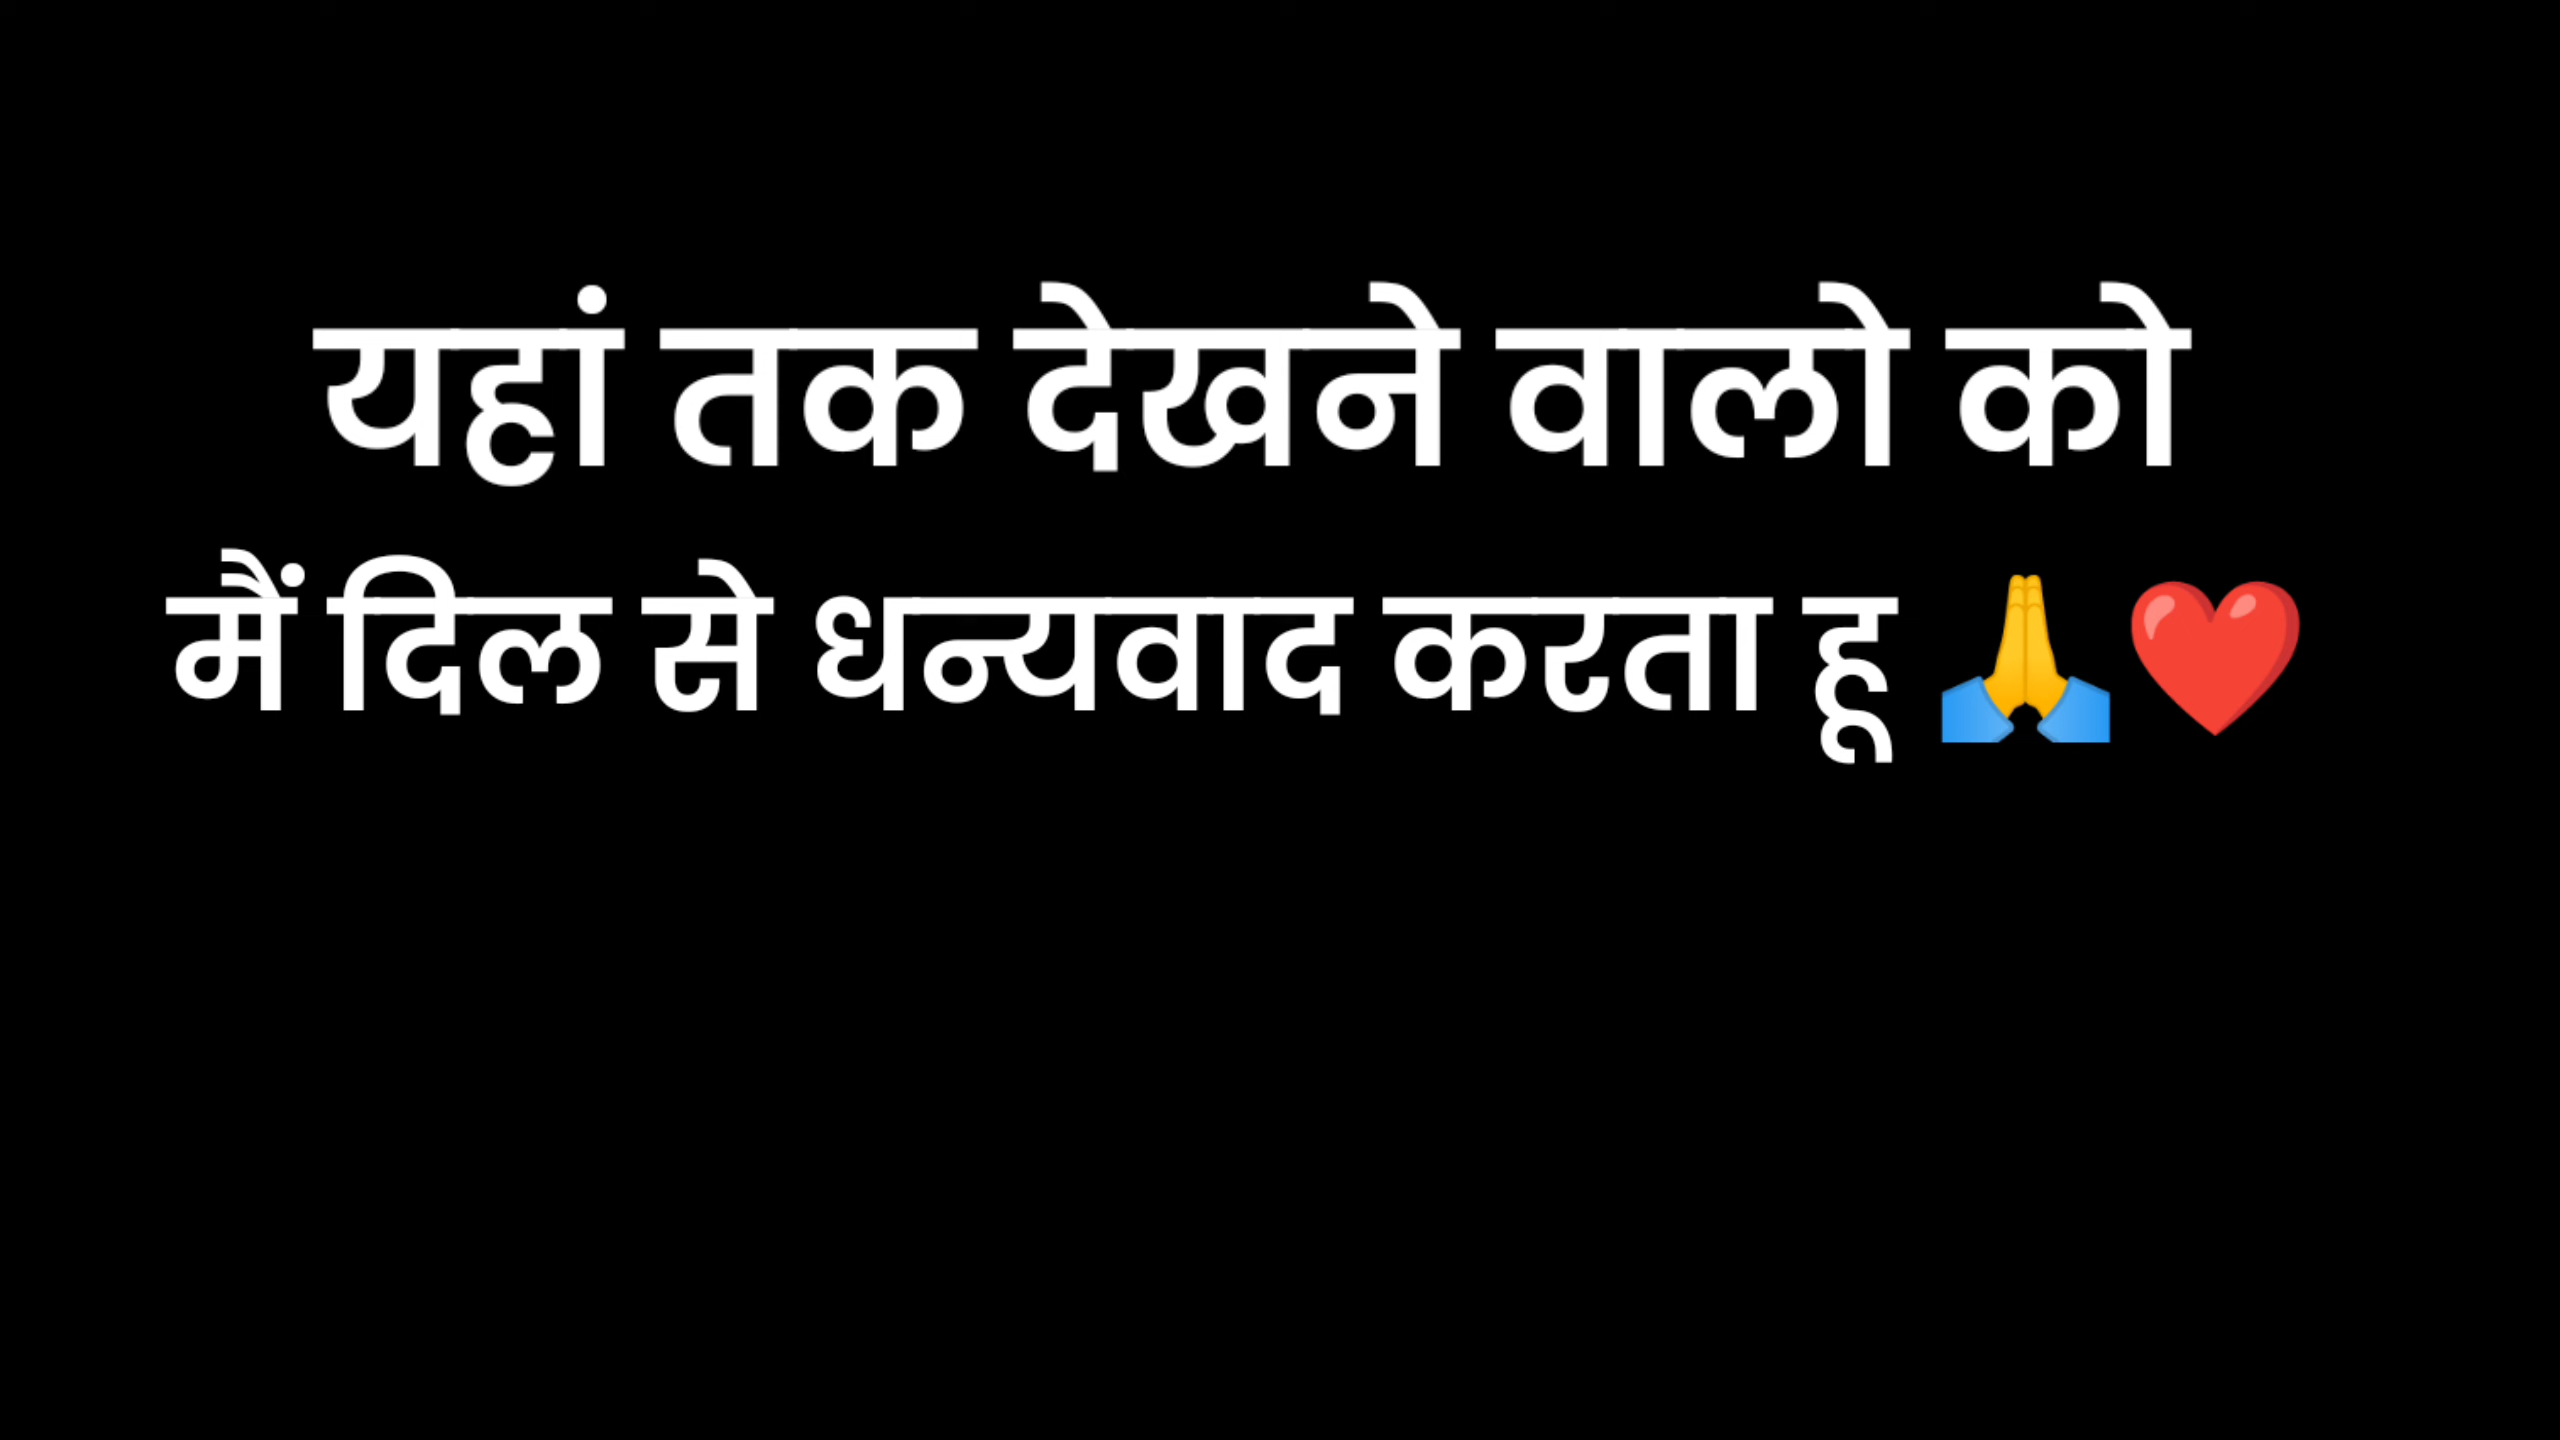 यहां तक देखने वालो को
मैं दिल से धन्यवाद करता हू 🙏❤️